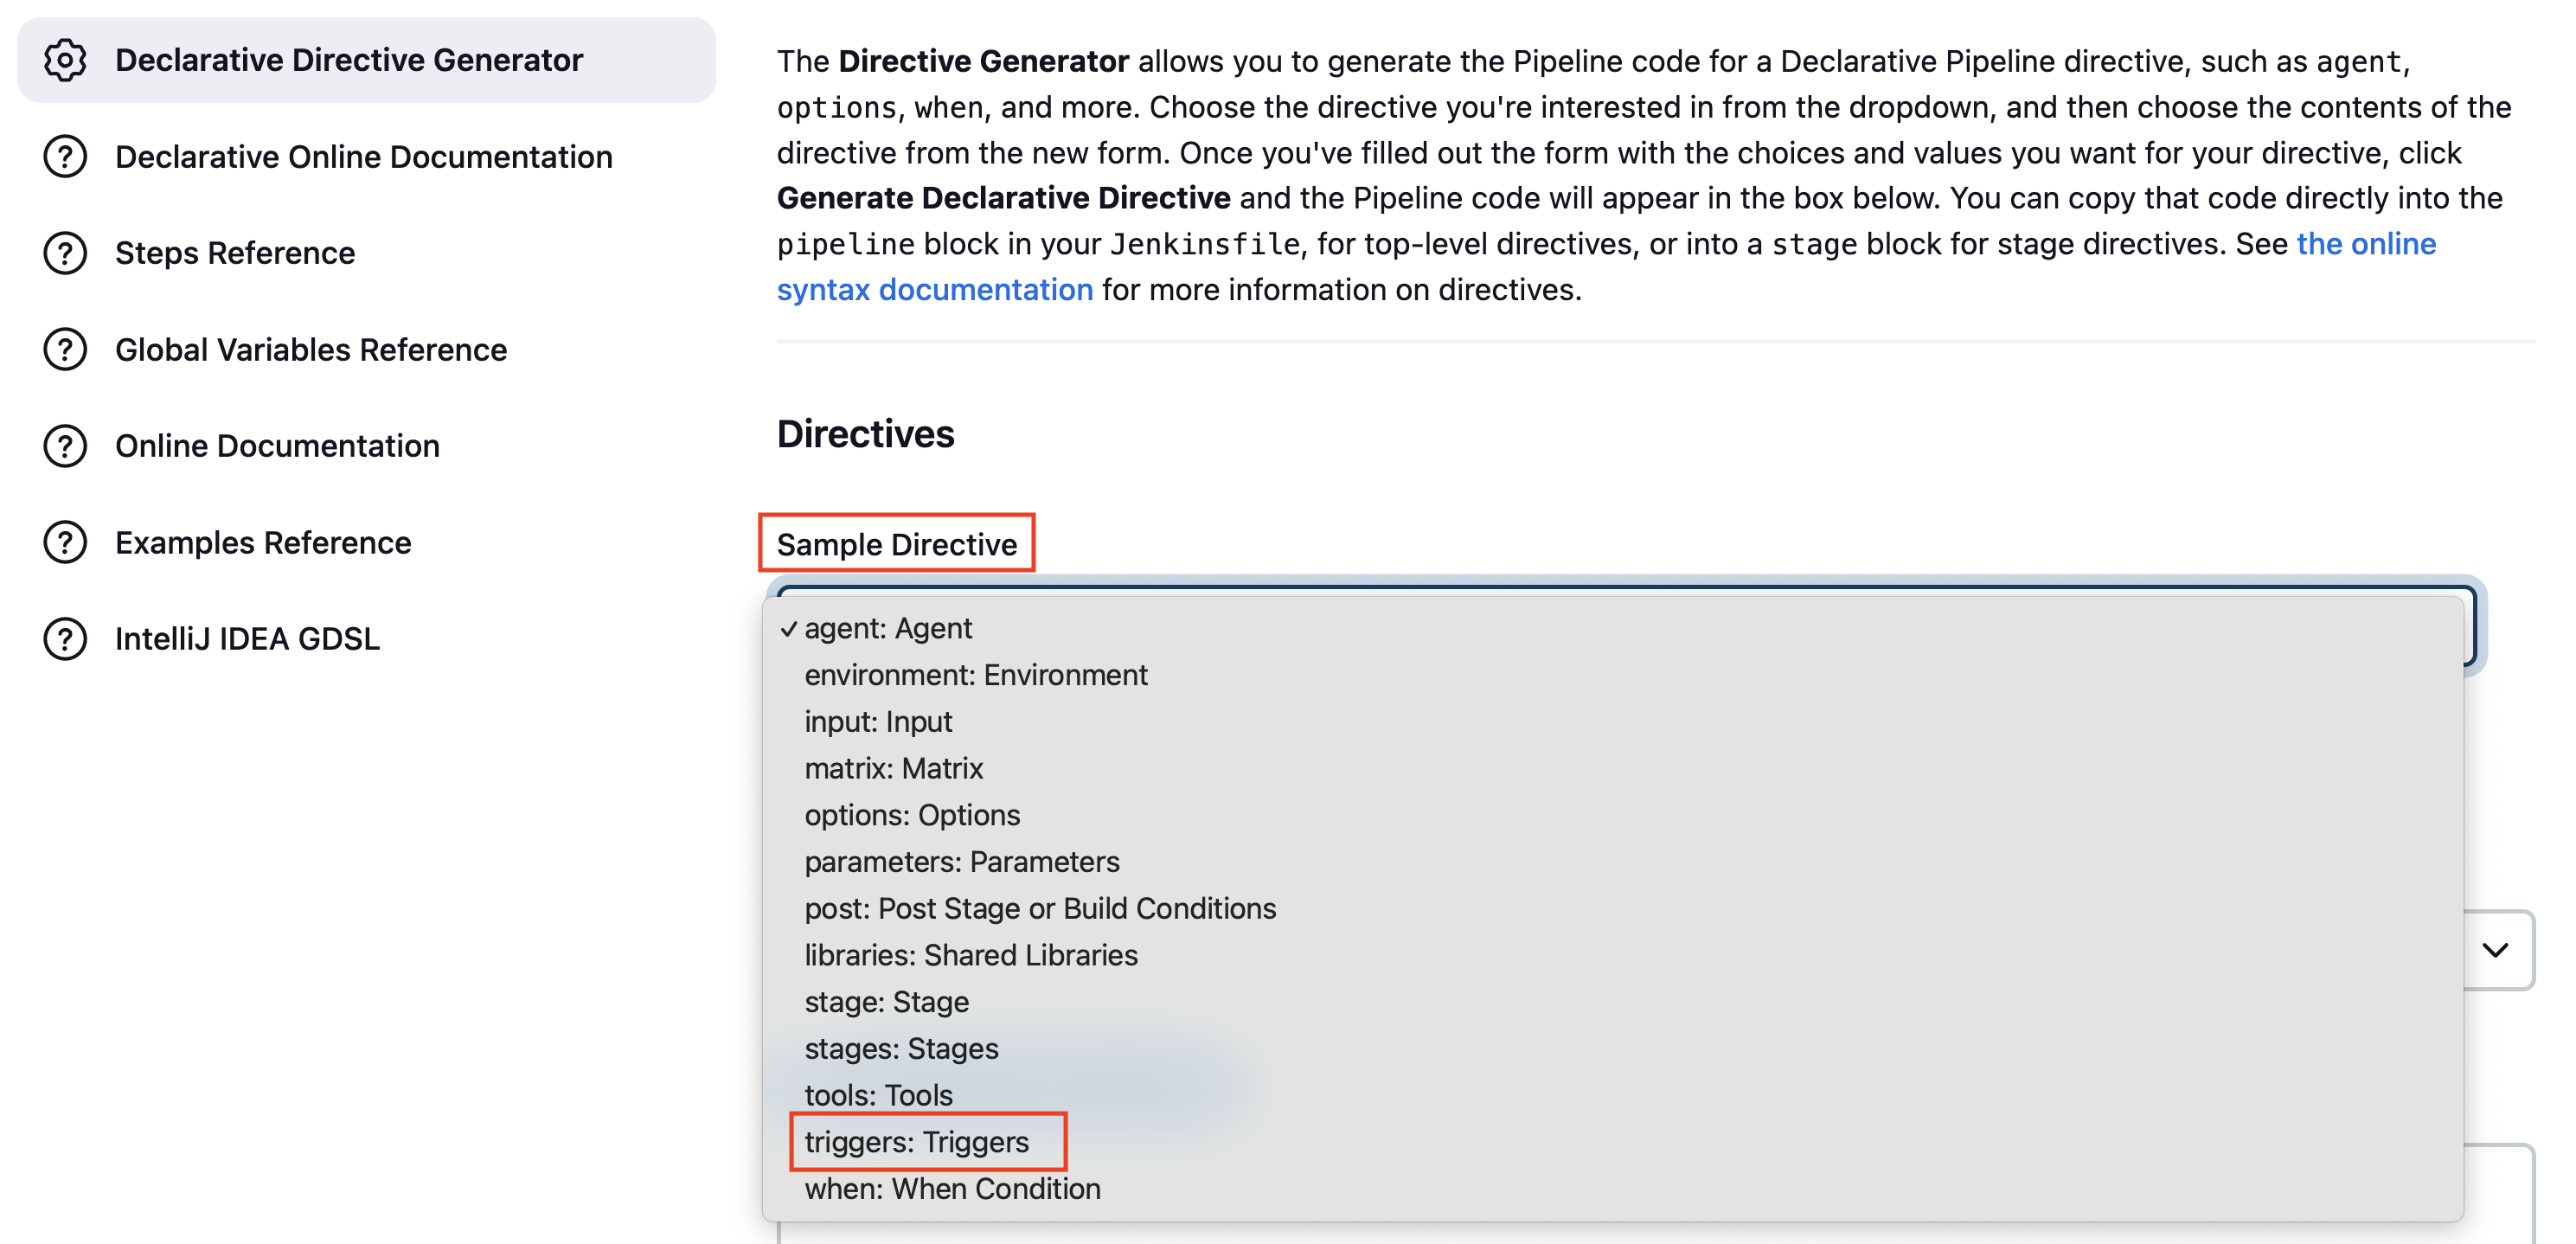 Declarative Directive Generator
Declarative Online Documentation
Steps Reference
Global Variables Reference
Online Documentation
Examples Reference
IntelliJ IDEA GDSL
The Directive Generator allows you to generate the Pipeline code for a Declarative Pipeline directive, such as agent,
options, when, and more. Choose the directive you're interested in from the dropdown, and then choose the contents of the
directive from the new form. Once you've filled out the form with the choices and values you want for your directive, click
Generate Declarative Directive and the Pipeline code will appear in the box below. You can copy that code directly into the
pipeline block in your Jenkinsfile, for top-level directives, or into a stage block for stage directives. See the online
syntax documentation for more information on directives.
Directives
Sample Directive
✓ agent: Agent
environment: Environment
input: Input
matrix: Matrix
options: Options
parameters: Parameters
post: Post Stage or Build Conditions
libraries: Shared Libraries
stage: Stage
stages: Stages
tools: Tools
triggers: Triggers
when: When Condition